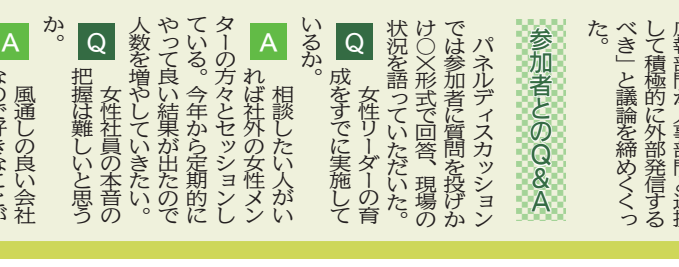 して積極的に外部発信する
べき」と議論を締めくくっ
た。
参加者とのQ&A
パネルディスカッション
では参加者に質問を投げか
け○×形式で回答、現場の
状況を語っていただいた。
Q 女性リーダーの育
成をすでに実施して
いるか。
A 相談したい人がい
れば社外の女性メン
ターの方々とセッションし
ている。今年から定期的に
やって良い結果が出たので
人数を増やしていきたい。
Q 女性社員の本音の
把握は難しいと思う
か。
A 風通しの良い会社